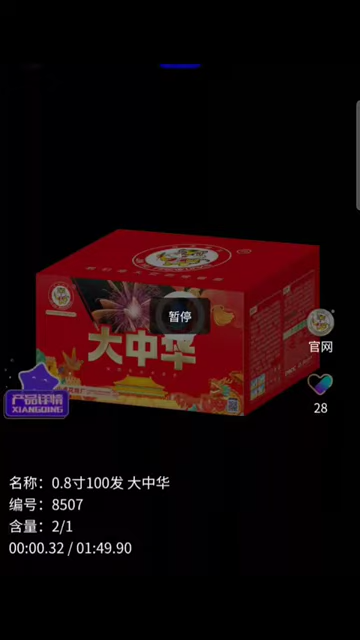 暂停
大中华
官网
产品详情
XIANGQING
28
名称：0.8寸100发 大中华
编号：8507
含量：2/1
00:00.32 / 01:49.90